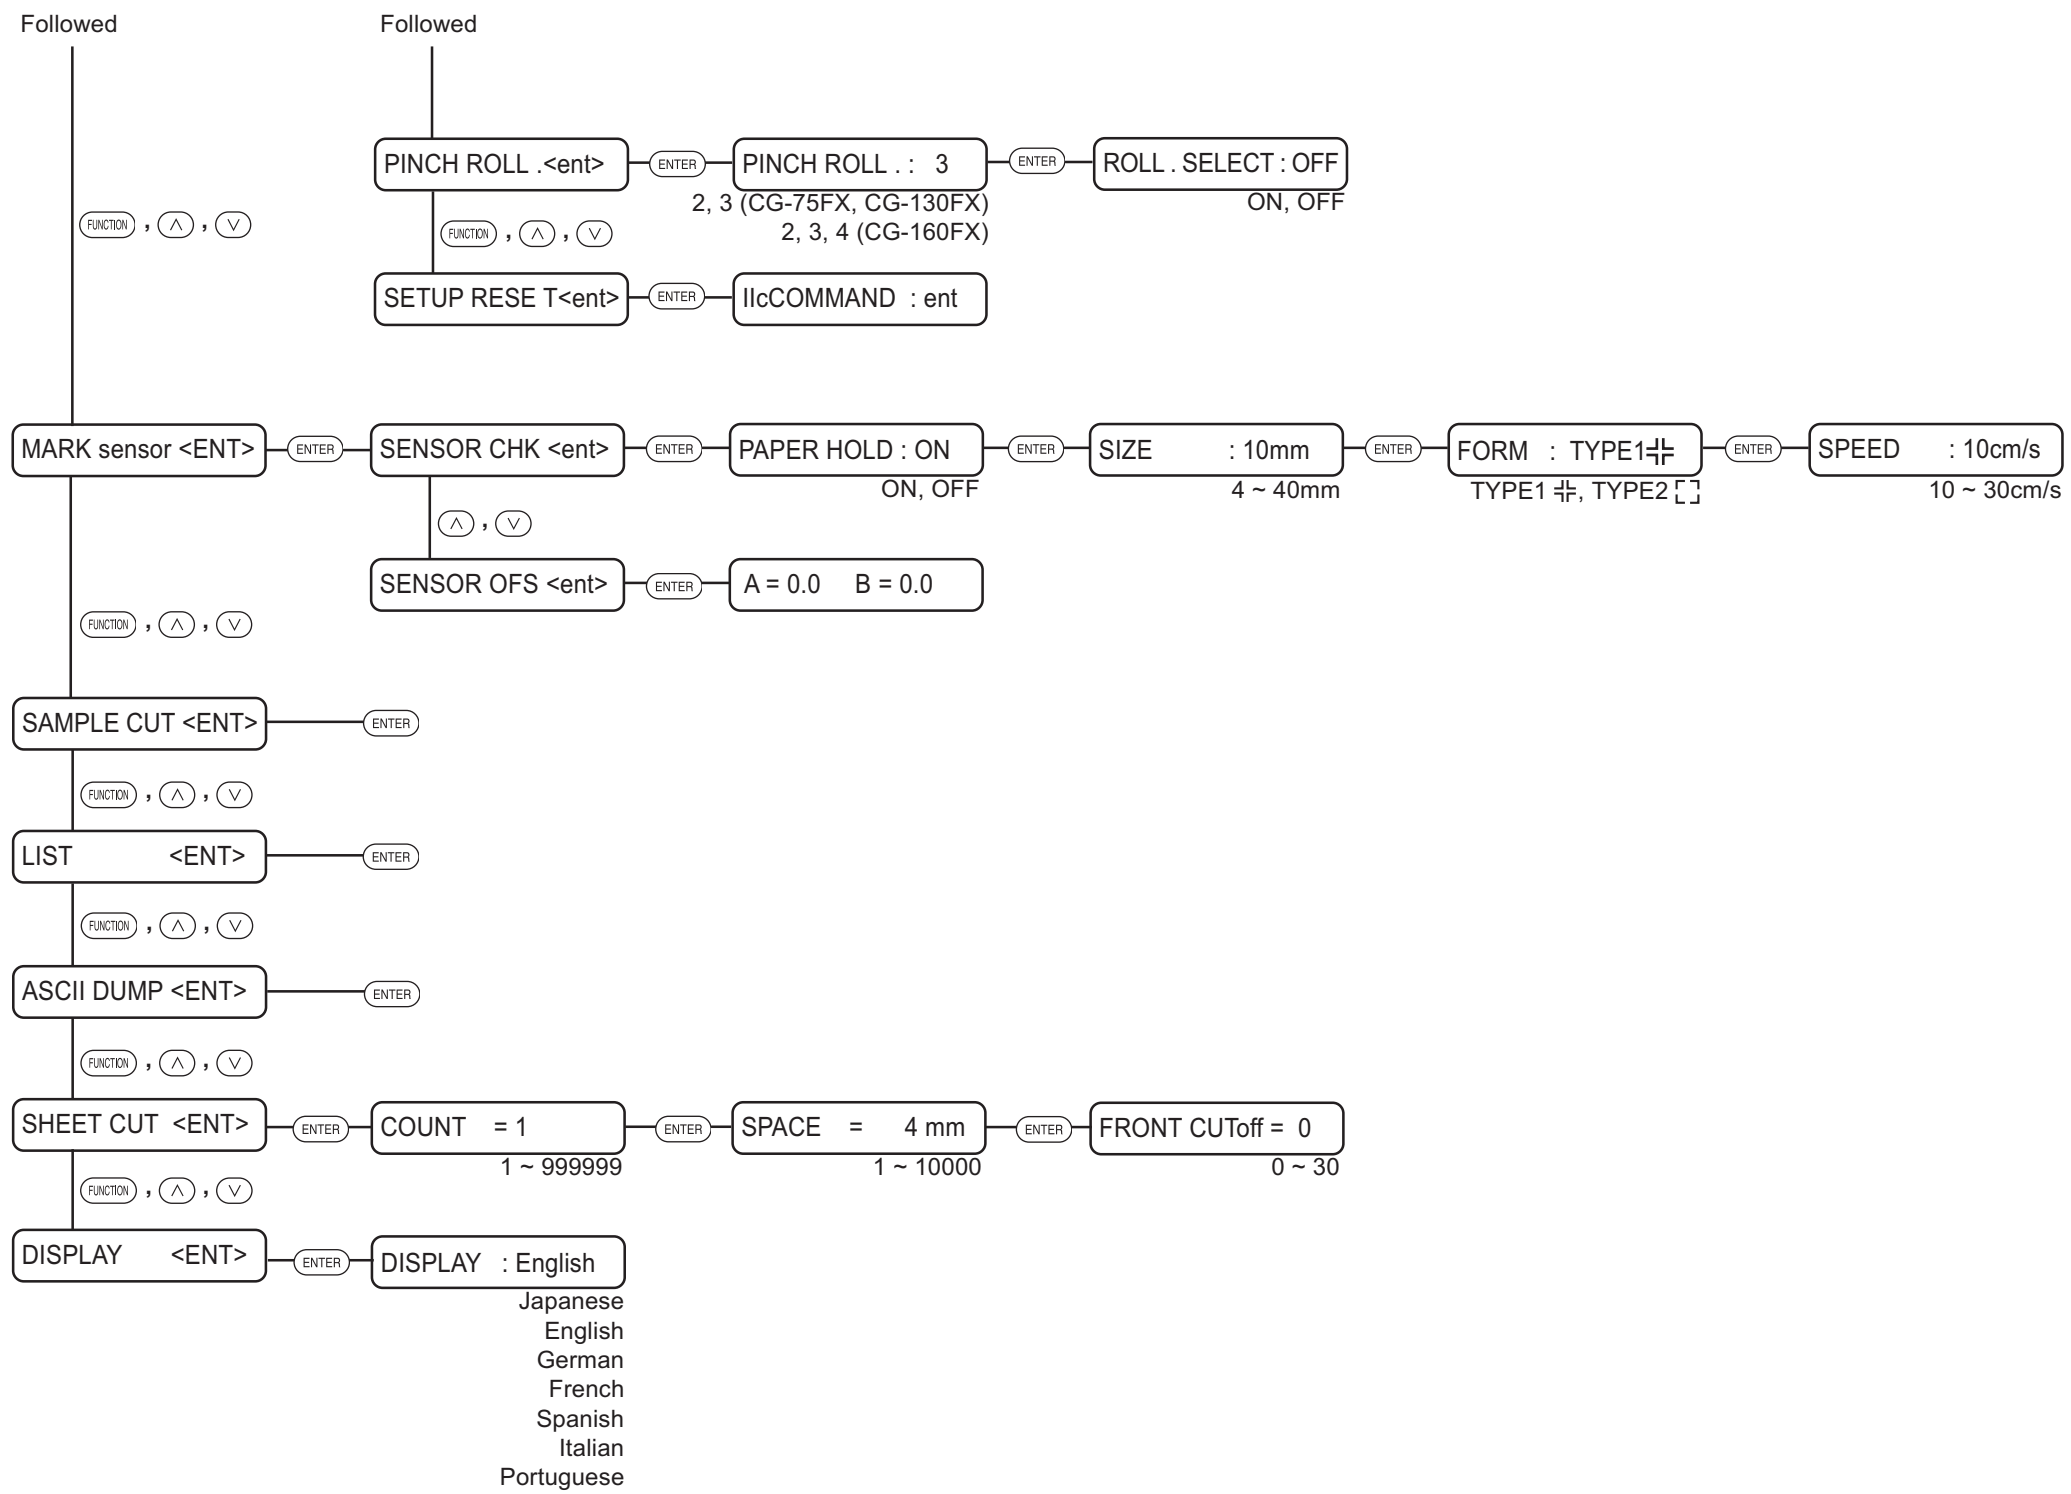 Followed
Followed
PINCH ROLL .<ent>
ENTER
PINCH ROLL . : 3
ENTER
ROLL . SELECT : OFF
2, 3 (CG-75FX, CG-130FX)
ON, OFF
FUNCTION , ,
FUNCTION , ,
2, 3, 4 (CG-160FX)
SETUP RESE T<ent>
ENTER
IIcCOMMAND : ent
MARK sensor <ENT>
ENTER
SENSOR CHK <ent>
ENTER
PAPER HOLD : ON
ENTER
SIZE : 10mm
ENTER
FORM : TYPE1
ENTER
SPEED : 10cm/s
ON, OFF
4 ~ 40mm
TYPE1 , TYPE2
10 ~ 30cm/s
,
SENSOR OFS <ent>
ENTER
A = 0.0 B = 0.0
FUNCTION , ,
SAMPLE CUT <ENT>
ENTER
FUNCTION , ,
LIST <ENT>
ENTER
FUNCTION , ,
ASCII DUMP <ENT>
ENTER
FUNCTION , ,
SHEET CUT <ENT>
ENTER
COUNT = 1
ENTER
SPACE = 4 mm
ENTER
FRONT CUToff = 0
1 ~ 999999
1 ~ 10000
0 ~ 30
FUNCTION , ,
DISPLAY <ENT>
ENTER
DISPLAY : English
Japanese
English
German
French
Spanish
Italian
Portuguese